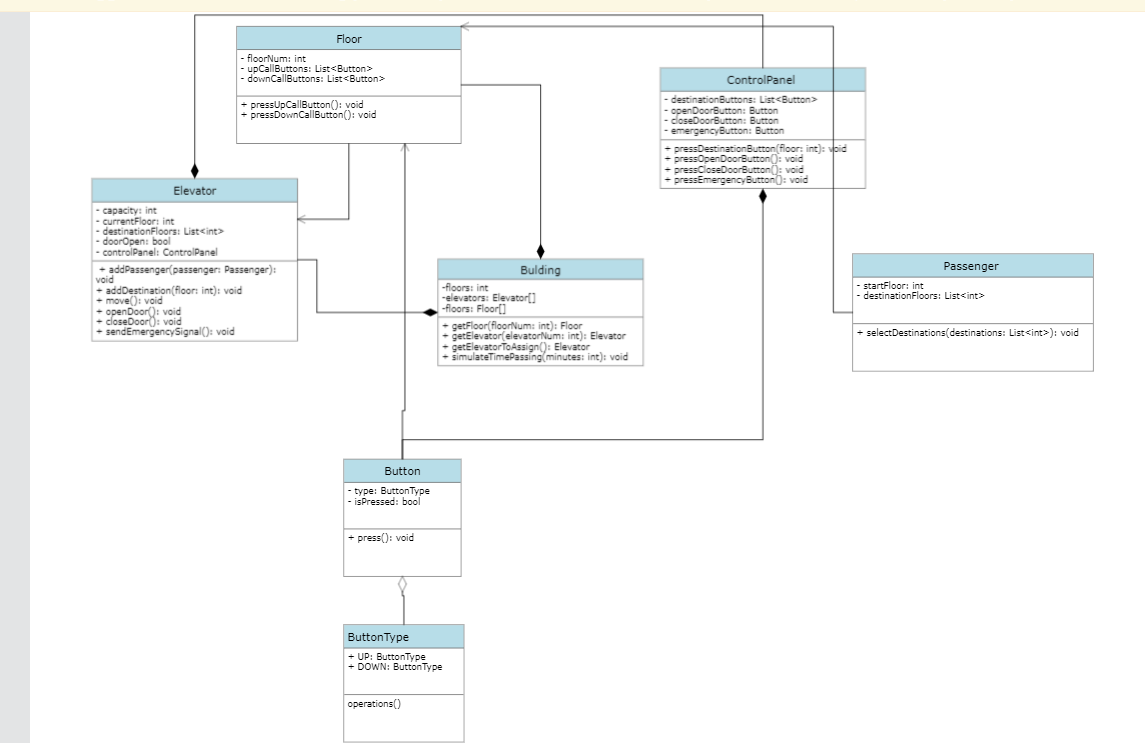 Floor
- floorNum: int
- upCallButtons: List<Button>
- downCallButtons: List<Button>
+ pressUpCallButton(): void
+ pressDownCallButton(): void
ControlPanel
- destinationButtons: List<Button>
- openDoorButton: Button
- closeDoorButton: Button
- emergencyButton: Button
+ pressDestinationButton(floor: int): void
+ pressOpenDoorButton(): void
+ pressCloseDoorButton(): void
+ pressEmergencyButton(): void
Elevator
- capacity: int
- currentFloor: int
- destinationFloors: List<int>
- doorOpen: bool
- controlPanel: ControlPanel
+ addPassenger(passenger: Passenger):
void
+ addDestination(floor: int): void
+ move(): void
+ openDoor(): void
+ closeDoor(): void
+ sendEmergencySignal(): void
Bulding
-floors: int
-elevators: Elevator[]
-floors: Floor[]
+ getFloor(floorNum: int): Floor
+ getElevator(elevatorNum: int): Elevator
+ getElevatorToAssign(): Elevator
+ simulateTimePassing(minutes: int): void
Passenger
- startFloor: int
- destinationFloors: List<int>
+ selectDestinations(destinations: List<int>): void
Button
- type: ButtonType
- isPressed: bool
+ press(): void
ButtonType
+ UP: ButtonType
+ DOWN: ButtonType
operations()